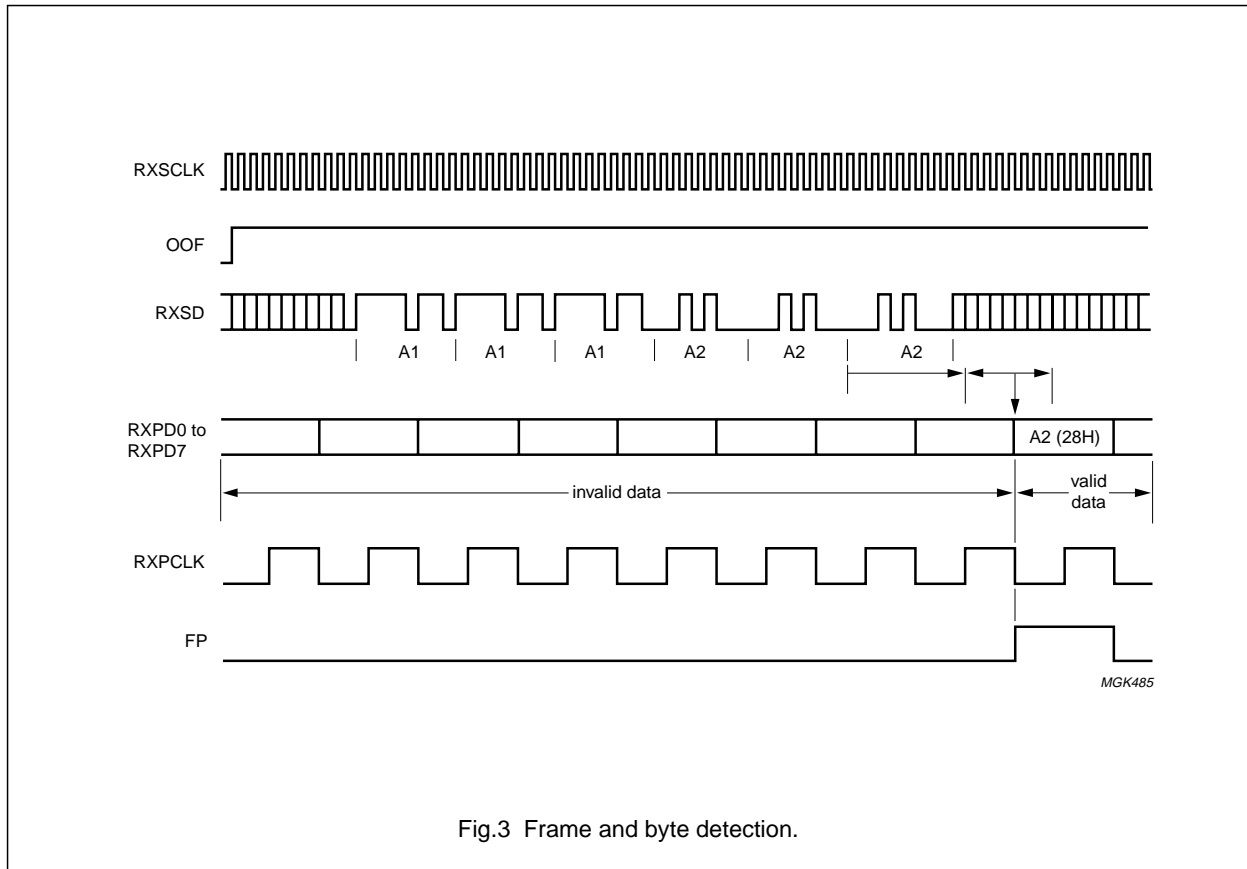 RXSCLK
OOF
RXSD
A1 A1 A1 A2 A2 A2
RXPD0 to
RXPD7
A2 (28H)
invalid data
valid
data
RXPCLK
FP
MGK485
Fig.3 Frame and byte detection.